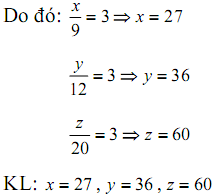 Do đó: x/9 = 3 ⇒ x = 27
y/12 = 3 ⇒ y = 36
z/20 = 3 ⇒ z = 60
KL: x = 27 , y = 36 , z = 60